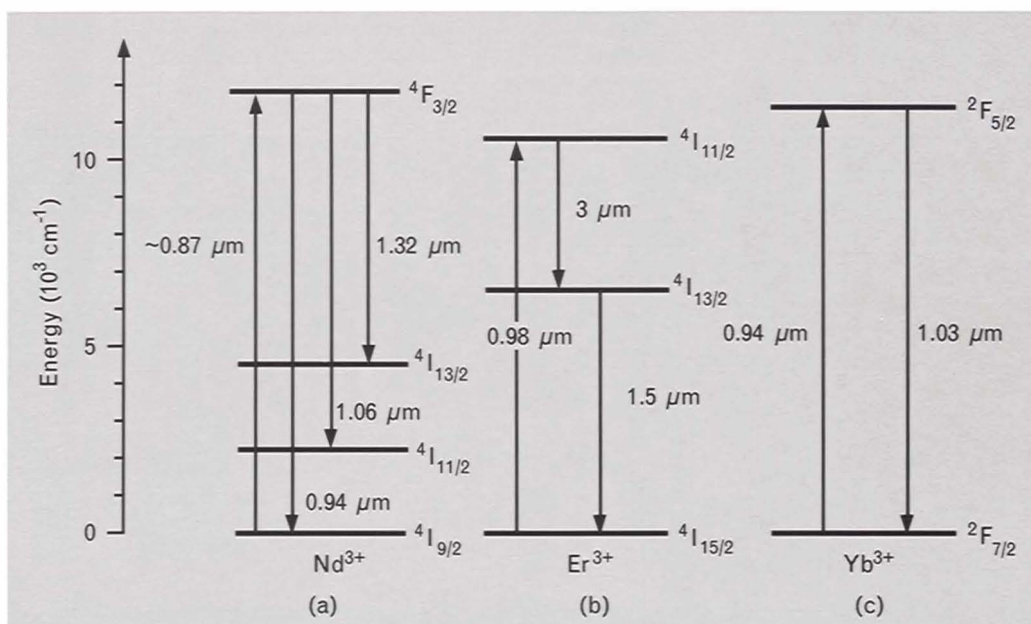 Energy (10³ cm⁻¹)
10
5
0
⁴F₃/₂
~0.87 µm
1.32 µm
⁴I₁₃/₂
1.06 µm
⁴I₁₁/₂
0.94 µm
⁴I₉/₂
Nd³⁺
(a)
⁴I₁₁/₂
3 µm
⁴I₁₃/₂
0.98 µm
1.5 µm
⁴I₁₅/₂
Er³⁺
(b)
²F₅/₂
0.94 µm
1.03 µm
²F₇/₂
Yb³⁺
(c)